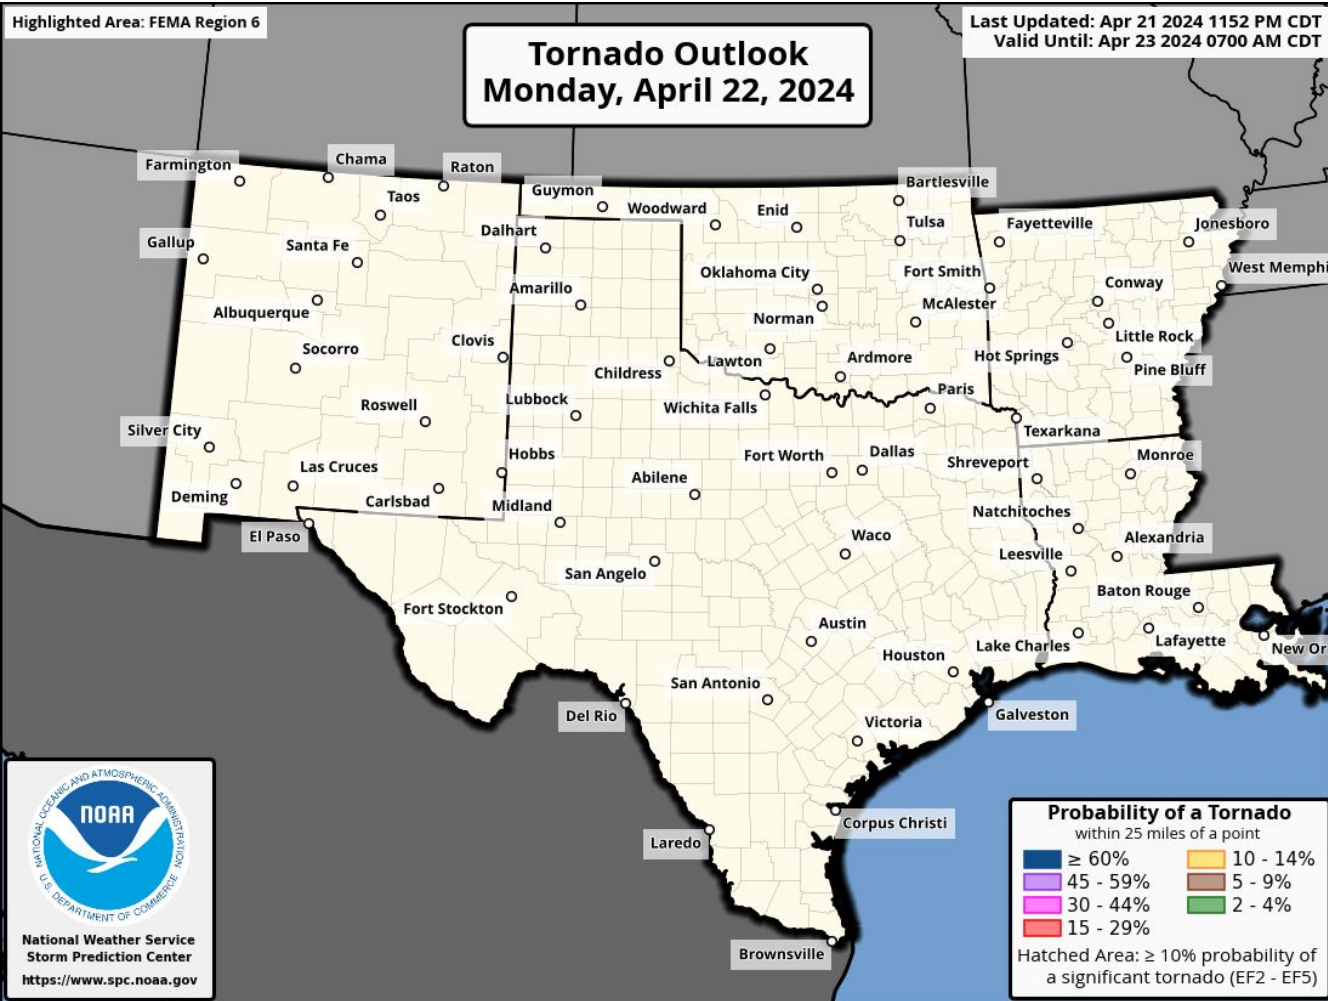 Highlighted Area: FEMA Region 6
Last Updated: Apr 21 2024 1152 PM CDT
Valid Until: Apr 23 2024 0700 AM CDT
Tornado Outlook
Monday, April 22, 2024
Farmington
Chama
Raton
Taos
Guymon
Woodward
Enid
Bartlesville
Tulsa
Fayetteville
Jonesboro
Gallup
Santa Fe
Dalhart
Oklahoma City
Fort Smith
West Memphi
Amarillo
Conway
Albuquerque
Norman
McAlester
Socorro
Clovis
Little Rock
Childress
Lawton
Ardmore
Hot Springs
Pine Bluff
Roswell
Lubbock
Wichita Falls
Paris
Silver City
Texarkana
Las Cruces
Hobbs
Abilene
Fort Worth
Dallas
Shreveport
Monroe
Deming
Carlsbad
Midland
Natchitoches
El Paso
Waco
Leesville
Alexandria
San Angelo
Fort Stockton
Baton Rouge
Austin
Houston
Lake Charles
Lafayette
New Or
San Antonio
Del Rio
Victoria
Galveston
Laredo
Corpus Christi
Brownsville
NATIONAL OCEANIC AND ATMOSPHERIC ADMINISTRATION
NOAA
U.S. DEPARTMENT OF COMMERCE
National Weather Service
Storm Prediction Center
https://www.spc.noaa.gov
Probability of a Tornado
within 25 miles of a point
≥ 60%
10 - 14%
45 - 59%
5 - 9%
30 - 44%
2 - 4%
15 - 29%
Hatched Area: ≥ 10% probability of
a significant tornado (EF2 - EF5)